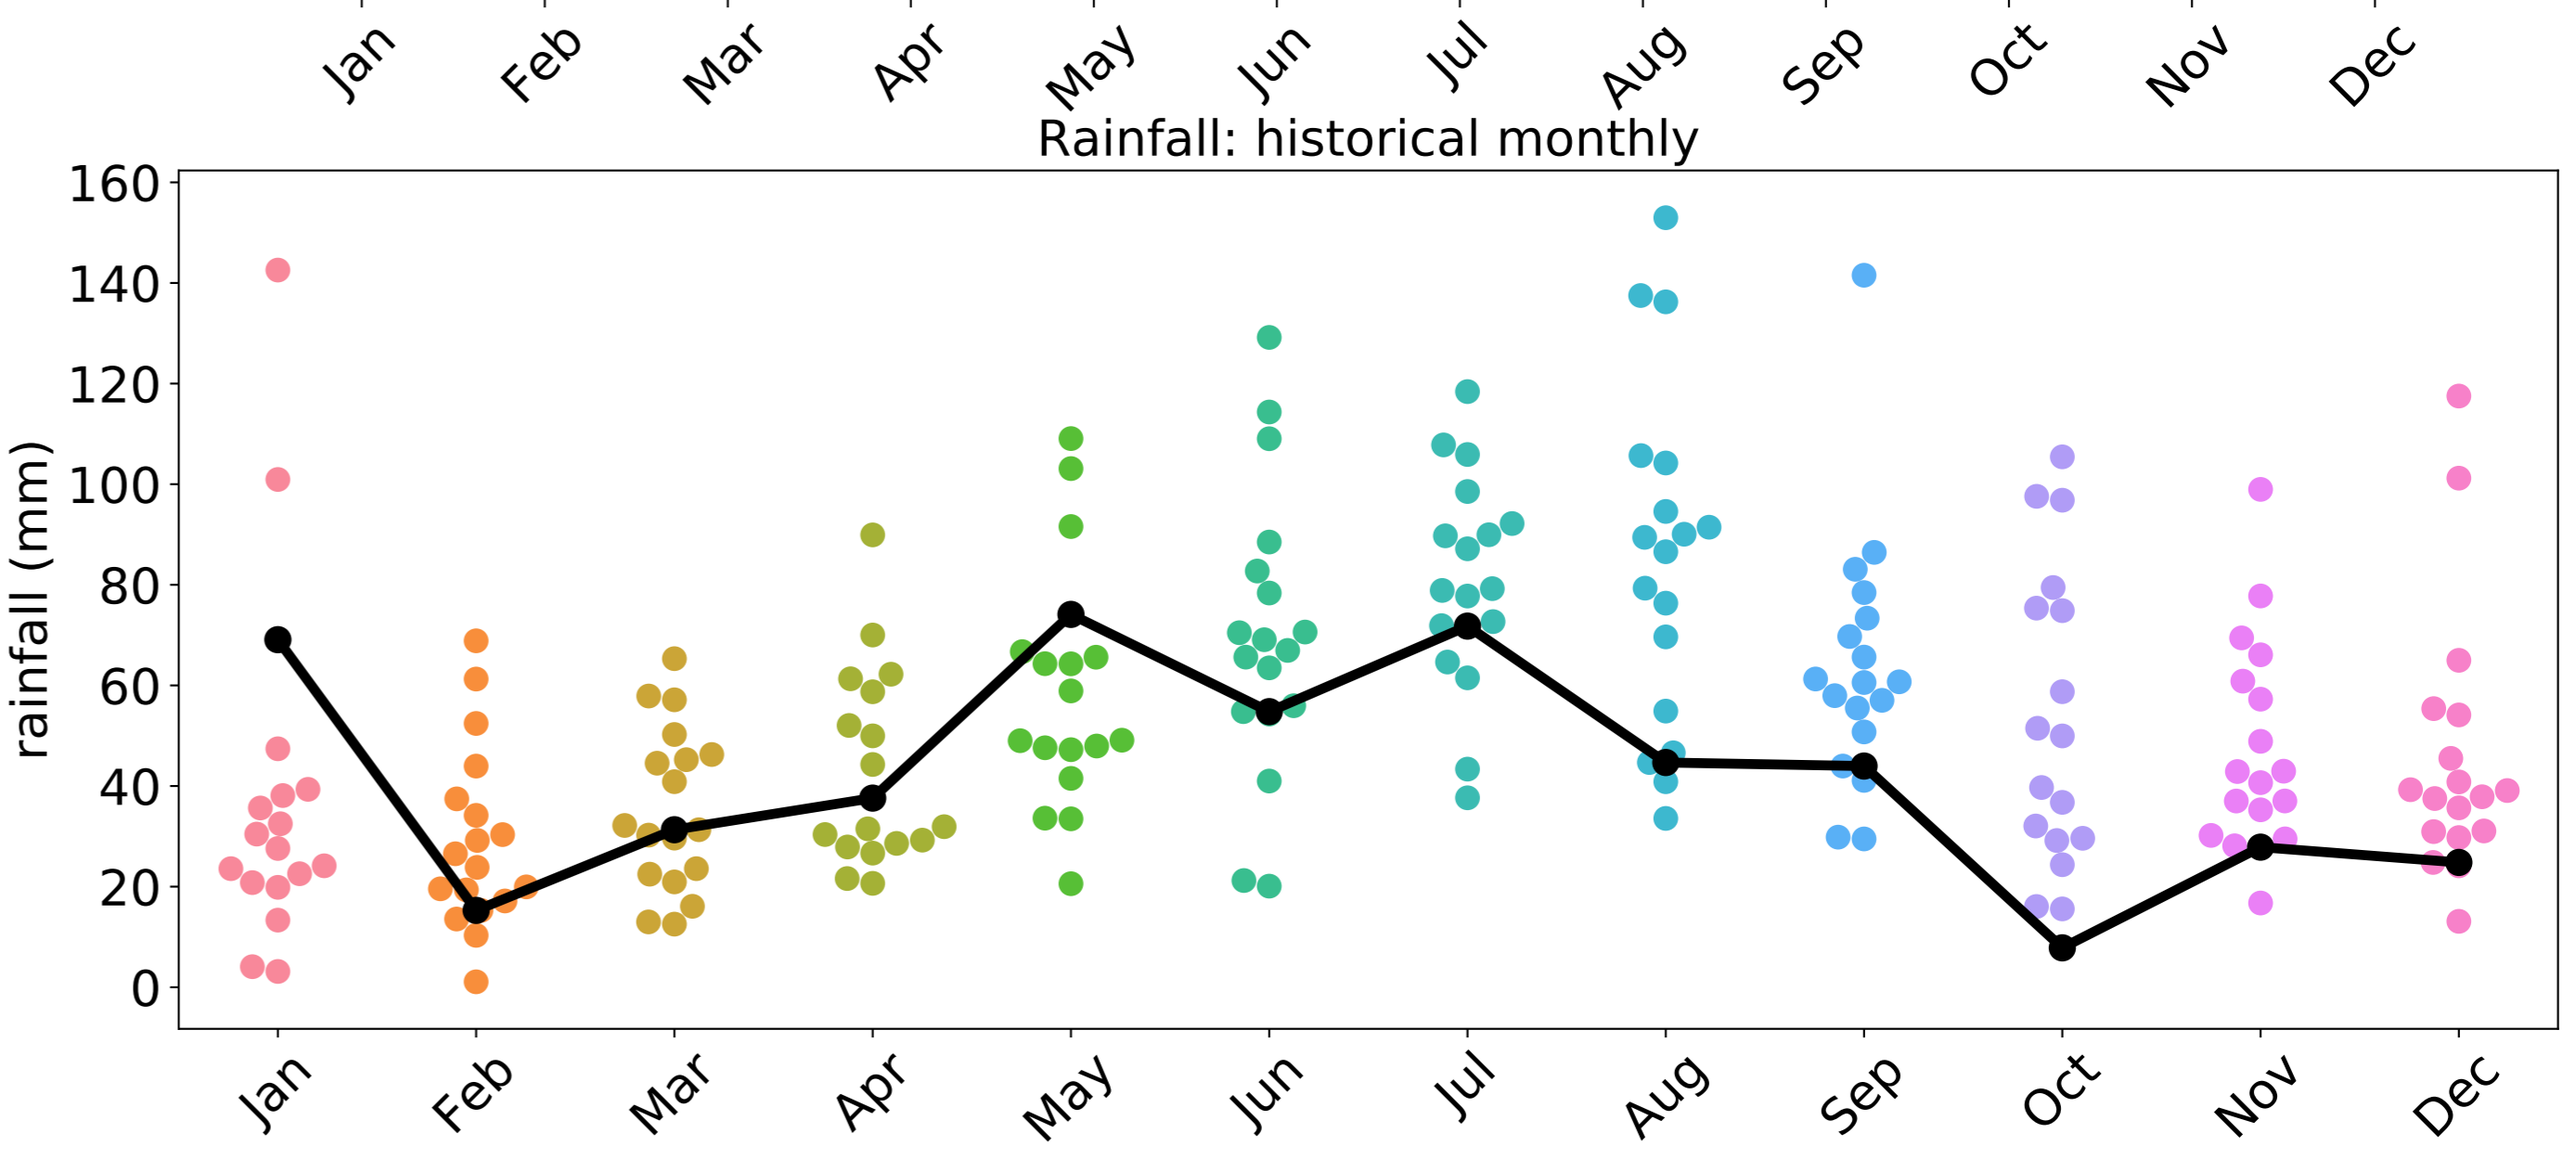 Jan Feb Mar Apr May Jun Jul Aug Sep Oct Nov Dec
Rainfall: historical monthly
rainfall (mm)
160
140
120
100
80
60
40
20
0
Jan Feb Mar Apr May Jun Jul Aug Sep Oct Nov Dec